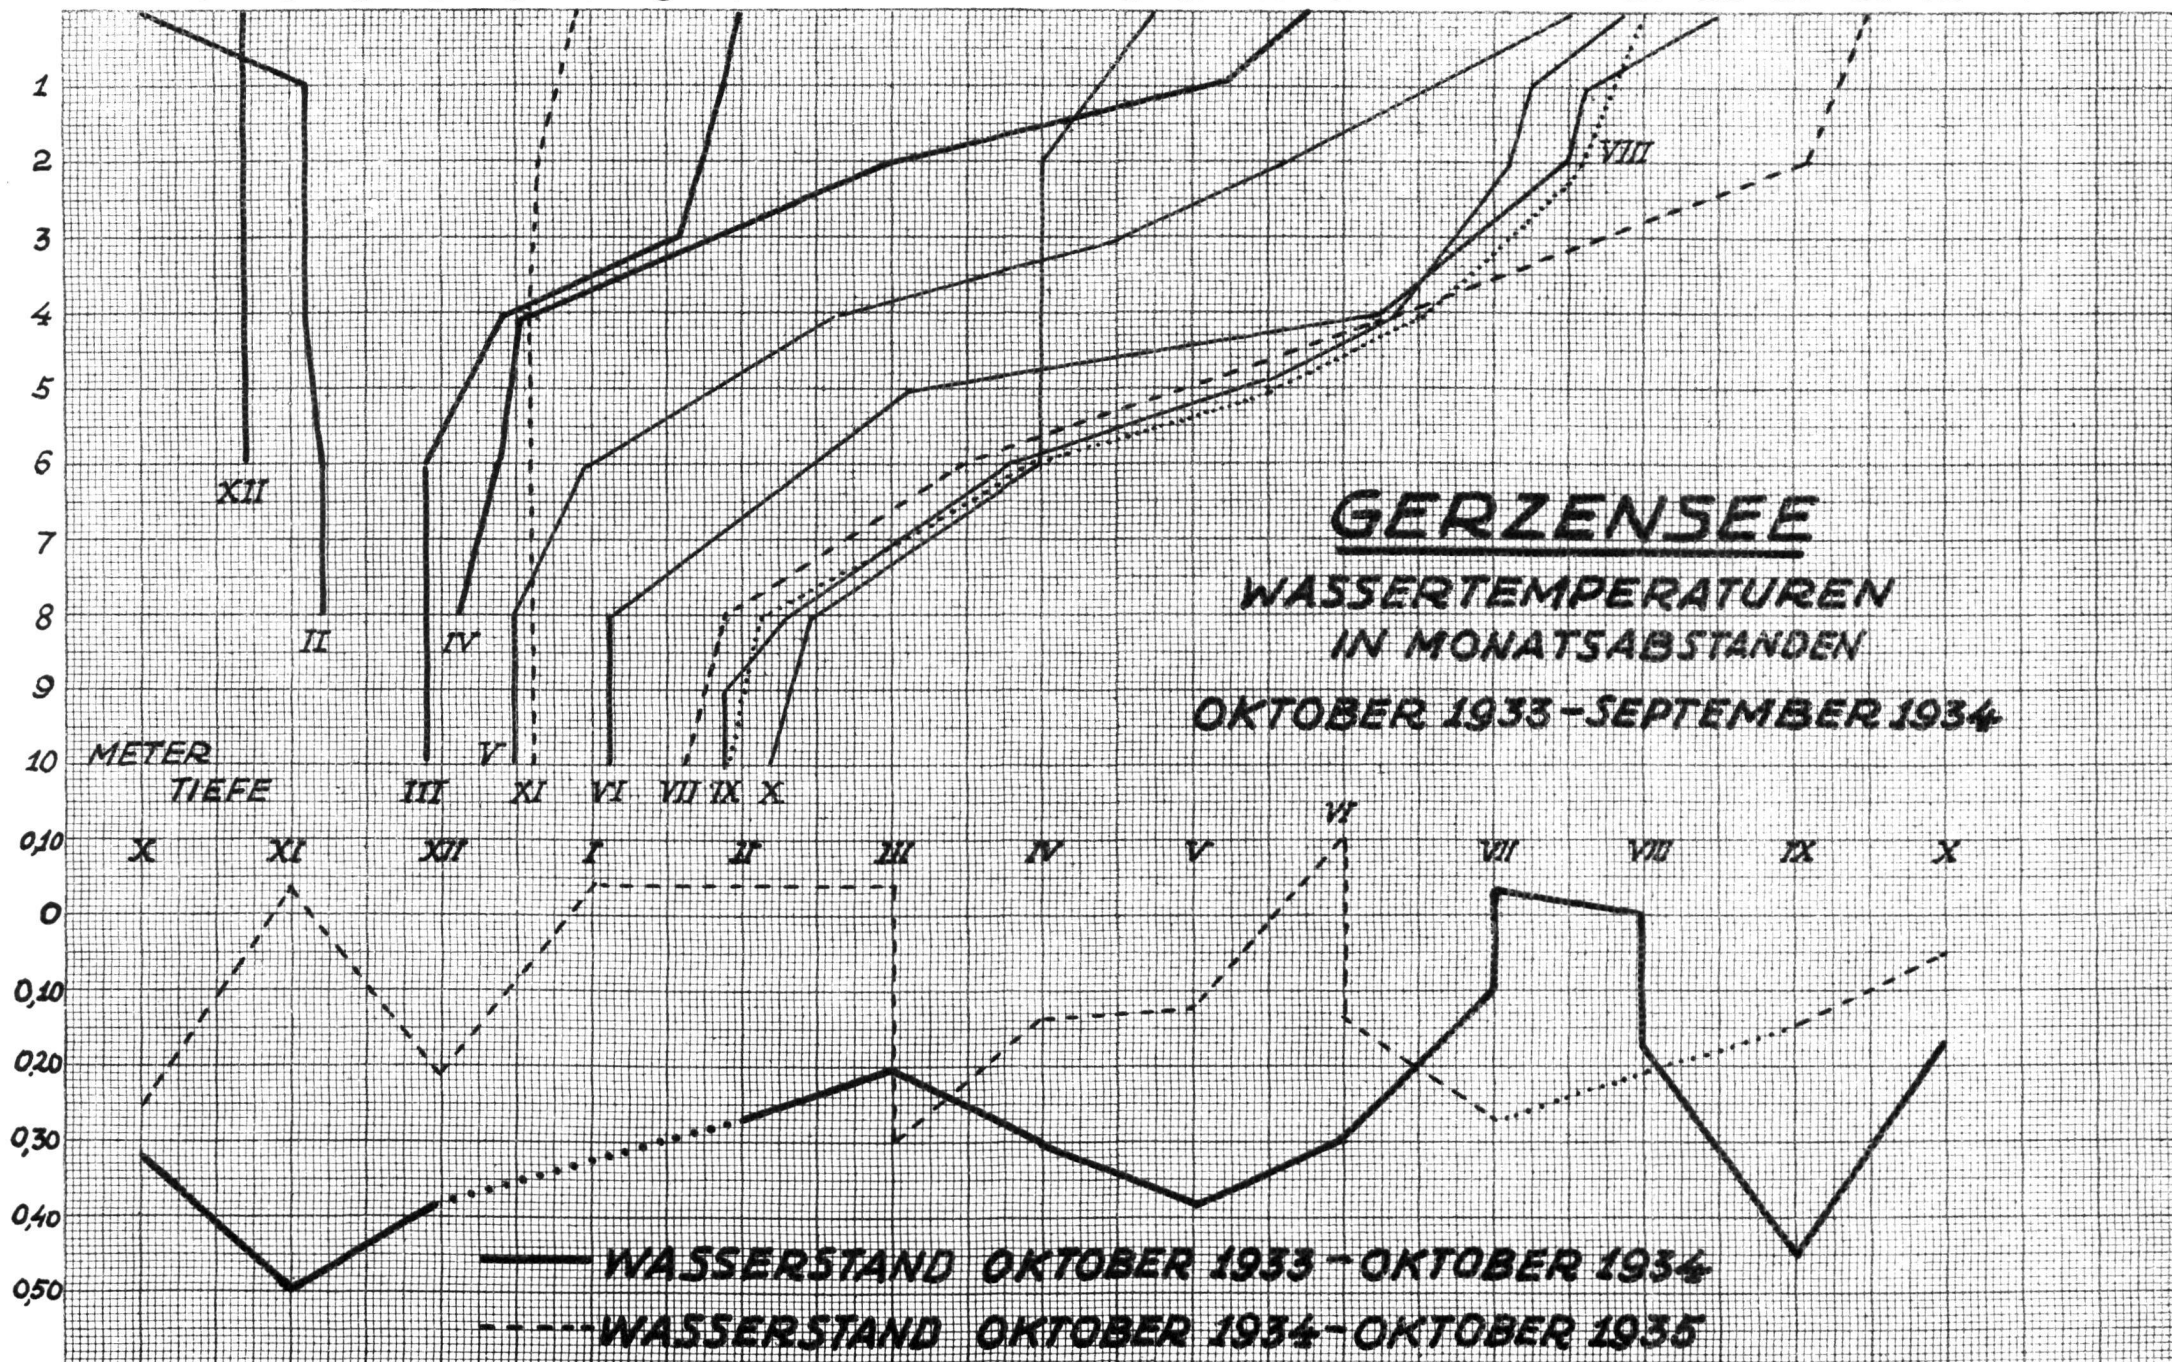 1
2
VIII
3
4
5
6
XII
GERZENSEE
7
WASSERTEMPERATUREN
8
II
IV
IN MONATSABSTANDEN
9
OKTOBER 1933-SEPTEMBER 1934
10
METER
V
TIEFE
III
XI
VI
VII
IX
X
VI
0,10
X
XI
XII
I
II
III
IV
V
VII
VIII
IX
X
0
0,10
0,20
0,30
0,40
WASSERSTAND OKTOBER 1933-OKTOBER 1934
0,50
WASSERSTAND OKTOBER 1934-OKTOBER 1935